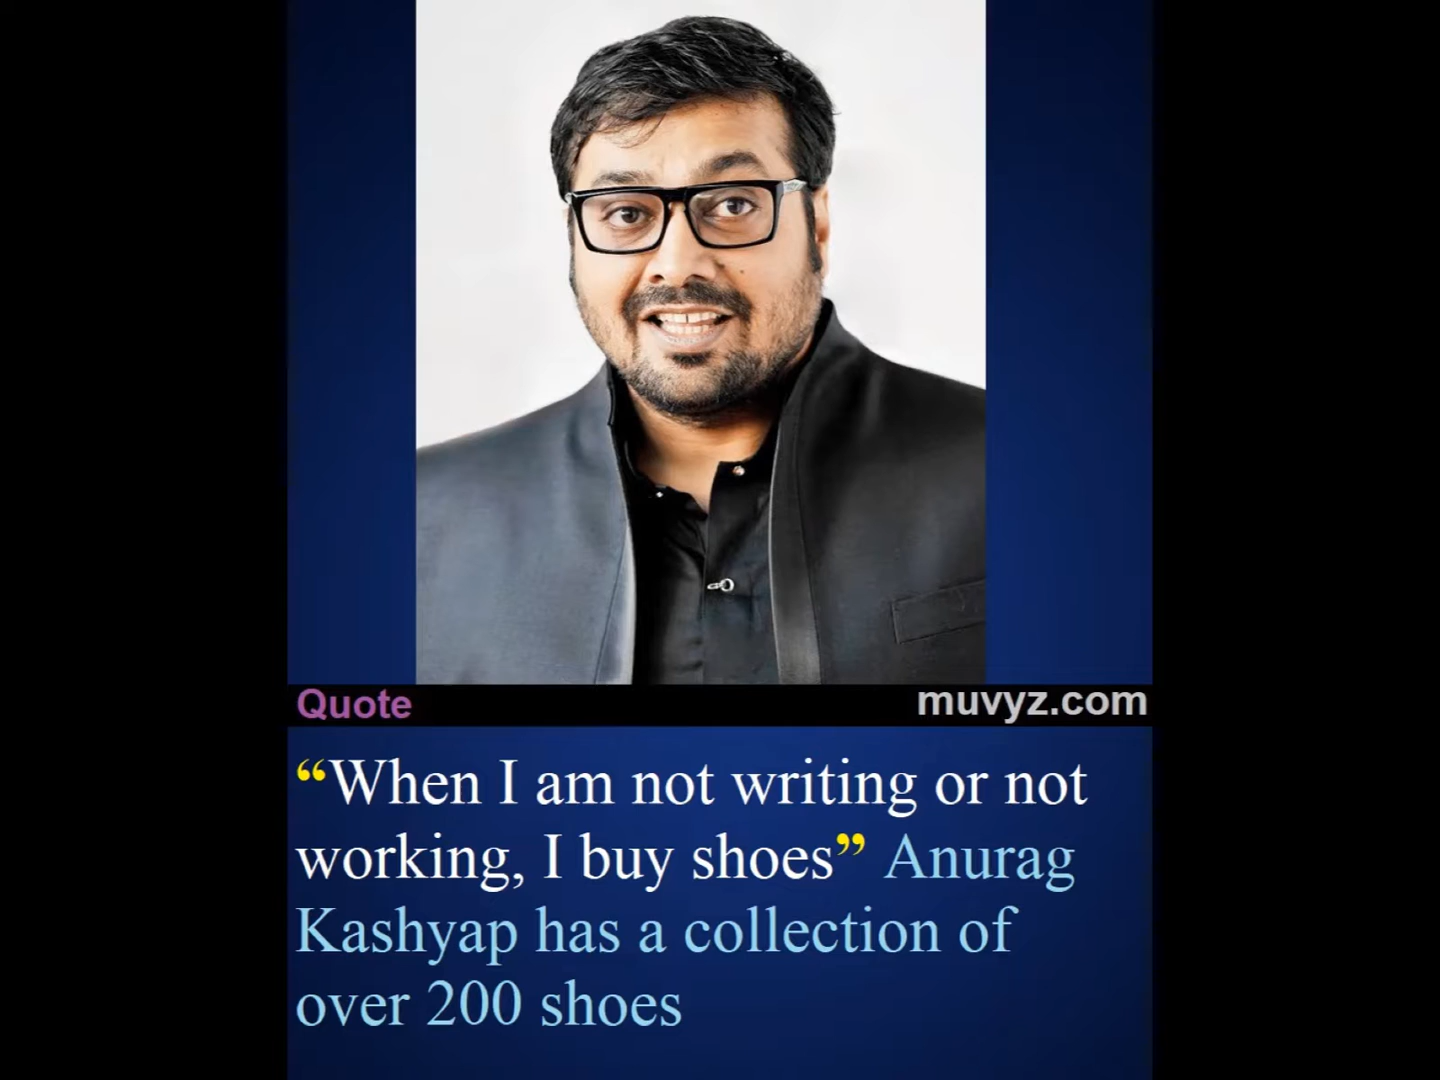 Quote
muvyz.com
“When I am not writing or not
working, I buy shoes” Anurag
Kashyap has a collection of
over 200 shoes